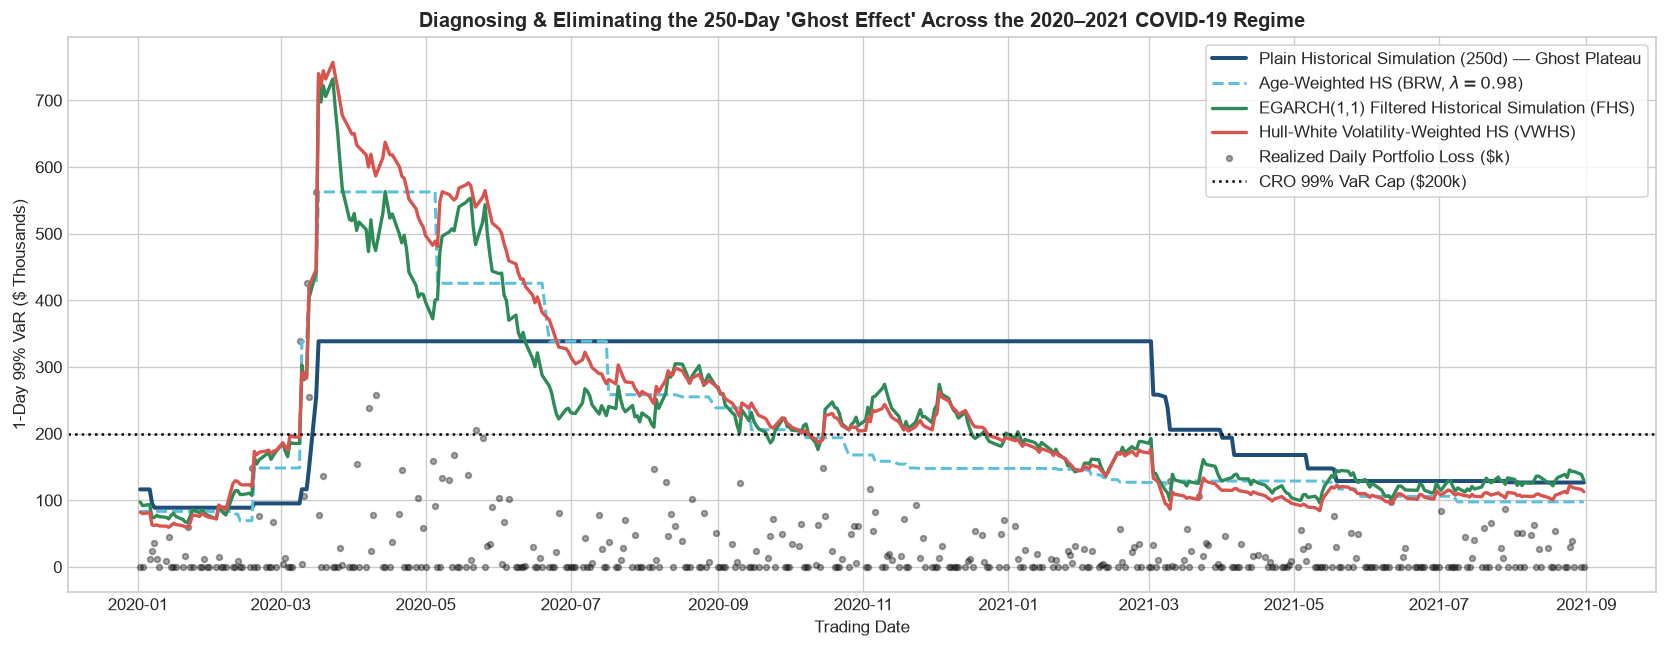 Diagnosing & Eliminating the 250-Day 'Ghost Effect' Across the 2020–2021 COVID-19 Regime
Plain Historical Simulation (250d) — Ghost Plateau
Age-Weighted HS (BRW, λ = 0.98)
EGARCH(1,1) Filtered Historical Simulation (FHS)
Hull-White Volatility-Weighted HS (VWHS)
Realized Daily Portfolio Loss ($k)
CRO 99% VaR Cap ($200k)
1-Day 99% VaR ($ Thousands)
700
600
500
400
300
200
100
0
2020-01 2020-03 2020-05 2020-07 2020-09 2020-11 2021-01 2021-03 2021-05 2021-07 2021-09
Trading Date